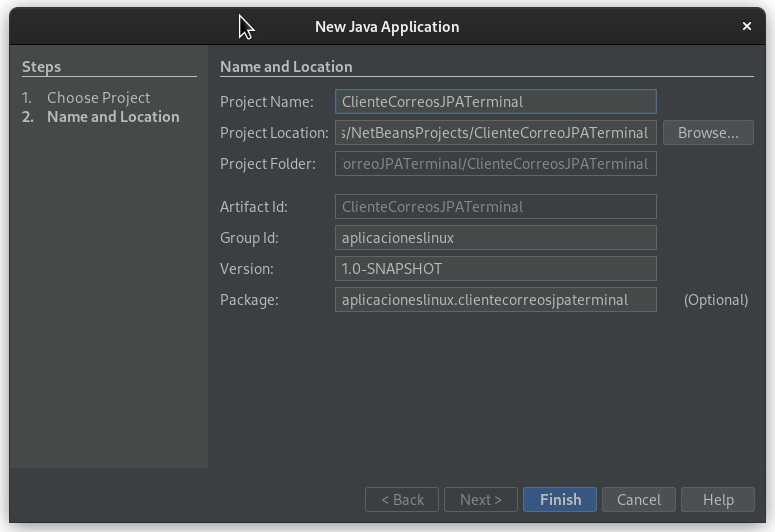 New Java Application
×
Steps
1. Choose Project
2. Name and Location
Name and Location
Project Name: ClienteCorreosJPATerminal
Project Location: s/NetBeansProjects/ClienteCorreoJPATerminal Browse...
Project Folder: orreoJPATerminal/ClienteCorreosJPATerminal
Artifact Id: ClienteCorreosJPATerminal
Group Id: aplicacioneslinux
Version: 1.0-SNAPSHOT
Package: aplicacioneslinux.clientecorreosjpaterminal (Optional)
< Back Next > Finish Cancel Help